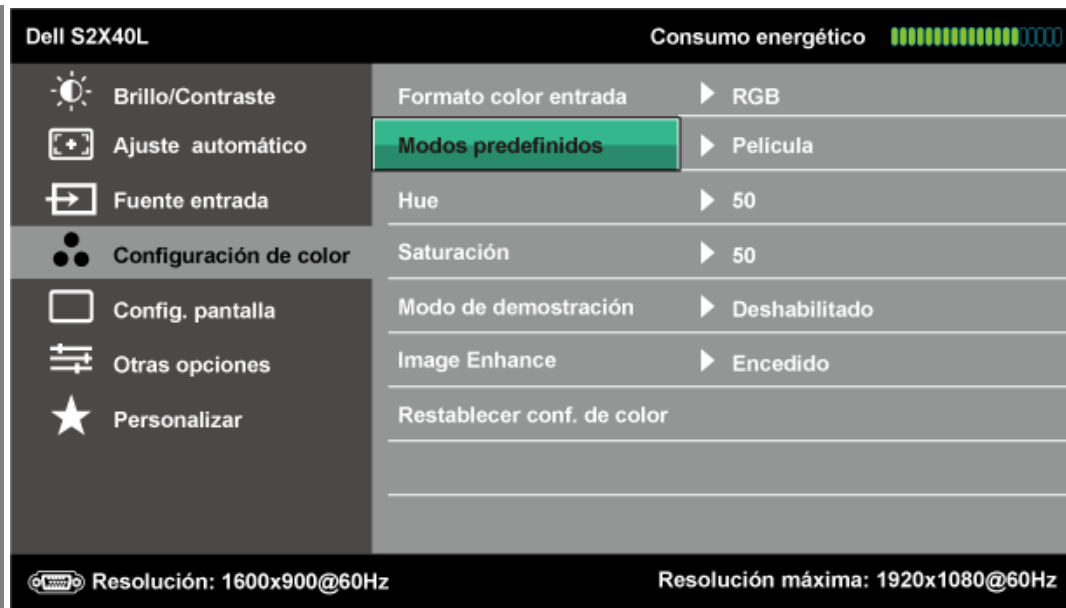 Dell S2X40L Consumo energético
Brillo/Contraste Formato color entrada RGB
Ajuste automático Modos predefinidos Película
Fuente entrada Hue 50
Configuración de color Saturación 50
Config. pantalla Modo de demostración Deshabilitado
Otras opciones Image Enhance Encedido
Personalizar Restablecer conf. de color
Resolución: 1600x900@60Hz Resolución máxima: 1920x1080@60Hz